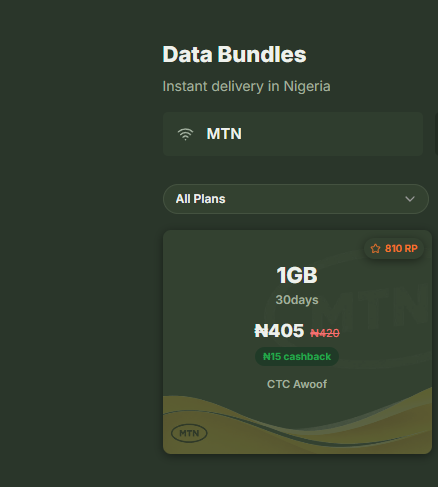 Data Bundles
Instant delivery in Nigeria
MTN
All Plans
810 RP
1GB
30days
₦405 ₦420
₦15 cashback
CTC Awoof
MTN
MTN